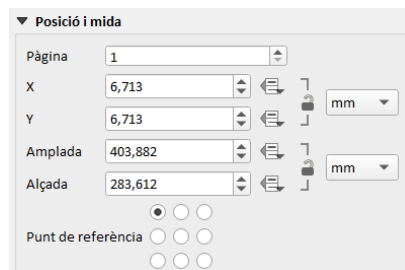 ▼ Posició i mida
Pàgina 1
X 6,713
mm
Y 6,713
Amplada 403,882
mm
Alçada 283,612
Punt de referència